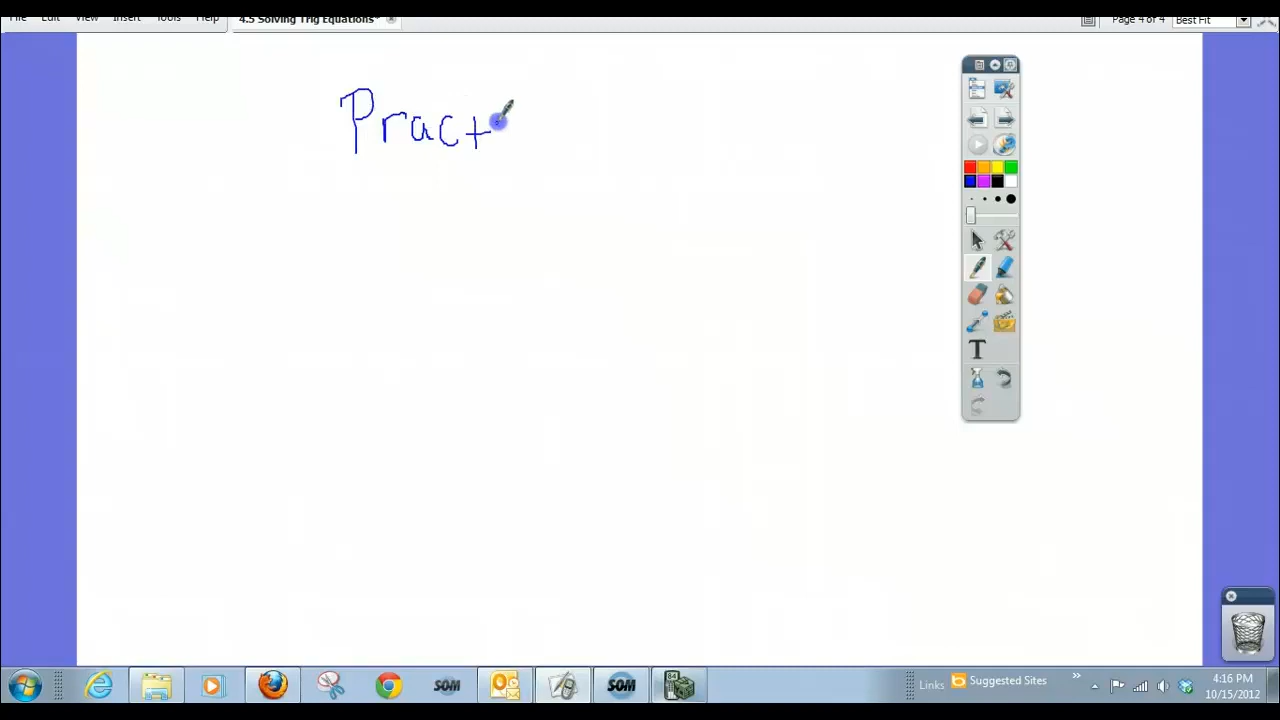 File Edit View Insert Tools Help 4.5 Solving Trig Equations* Page 4 of 4 Best Fit
Pract
T
SOM SOM 84 Links Suggested Sites » 4:16 PM
10/15/2012